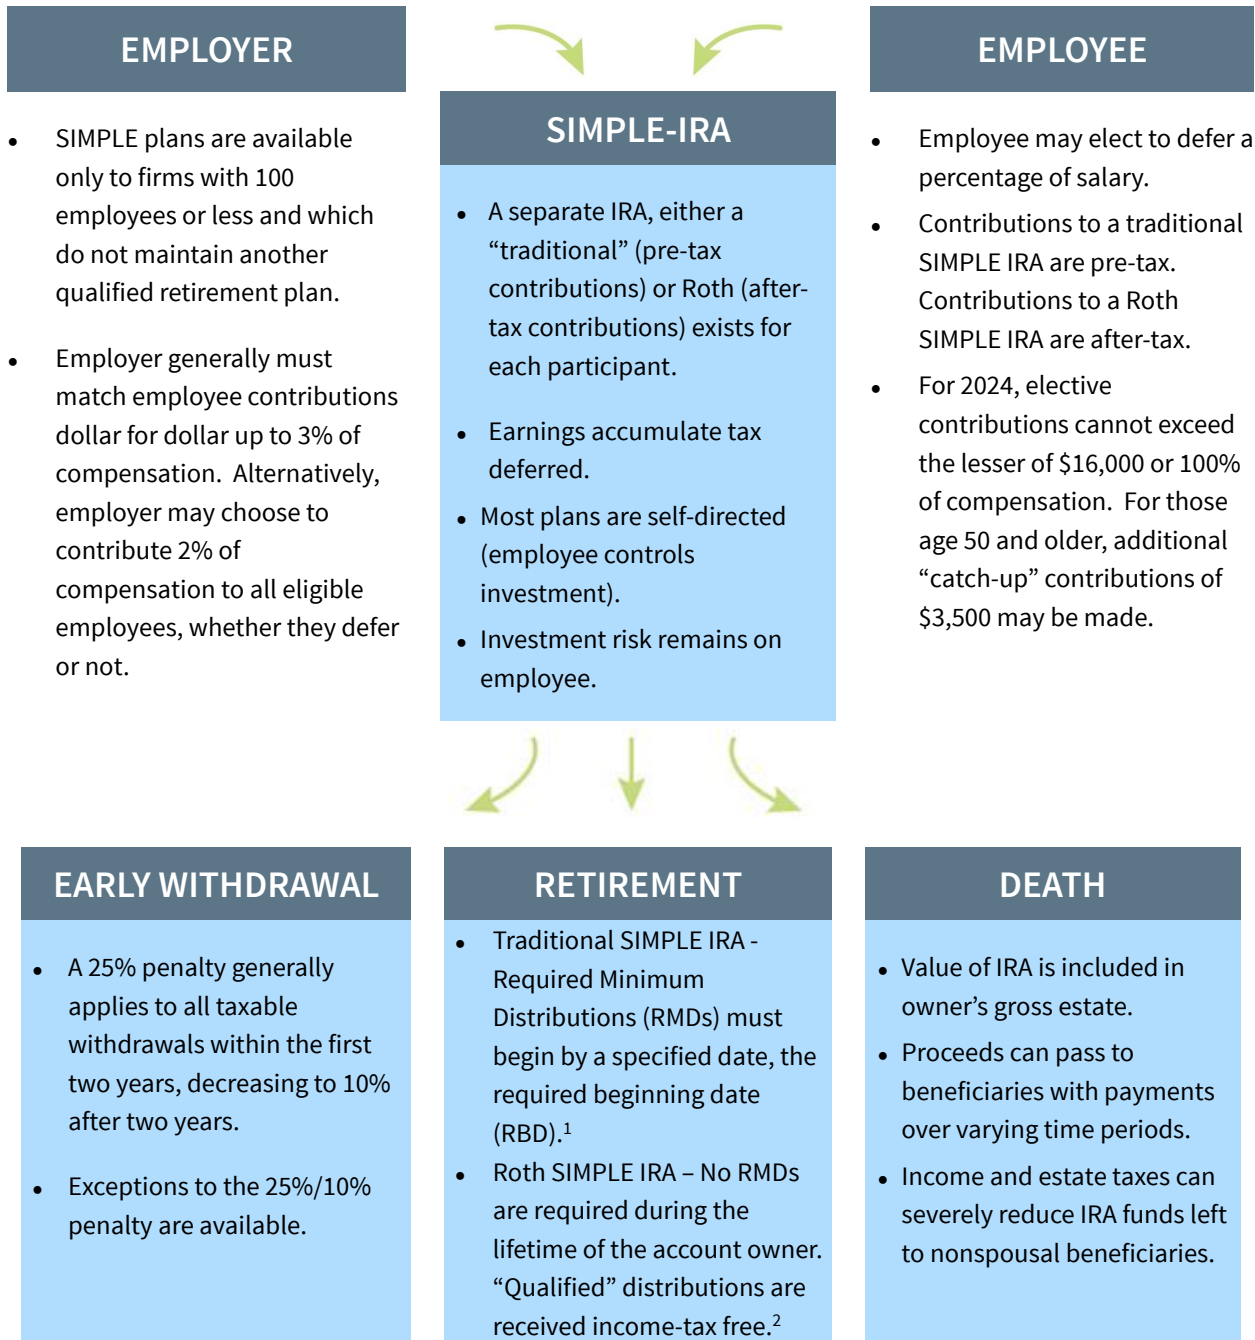 EMPLOYER
• SIMPLE plans are available
only to firms with 100
employees or less and which
do not maintain another
qualified retirement plan.
• Employer generally must
match employee contributions
dollar for dollar up to 3% of
compensation.  Alternatively,
employer may choose to
contribute 2% of
compensation to all eligible
employees, whether they defer
or not.
SIMPLE-IRA
• A separate IRA, either a
“traditional” (pre-tax
contributions) or Roth (after-
tax contributions) exists for
each participant.
• Earnings accumulate tax
deferred.
• Most plans are self-directed
(employee controls
investment).
• Investment risk remains on
employee.
EMPLOYEE
• Employee may elect to defer a
percentage of salary.
• Contributions to a traditional
SIMPLE IRA are pre-tax.
Contributions to a Roth
SIMPLE IRA are after-tax.
• For 2024, elective
contributions cannot exceed
the lesser of $16,000 or 100%
of compensation.  For those
age 50 and older, additional
“catch-up” contributions of
$3,500 may be made.
EARLY WITHDRAWAL
• A 25% penalty generally
applies to all taxable
withdrawals within the first
two years, decreasing to 10%
after two years.
• Exceptions to the 25%/10%
penalty are available.
RETIREMENT
• Traditional SIMPLE IRA -
Required Minimum
Distributions (RMDs) must
begin by a specified date, the
required beginning date
(RBD).¹
• Roth SIMPLE IRA – No RMDs
are required during the
lifetime of the account owner.
“Qualified” distributions are
received income-tax free.²
DEATH
• Value of IRA is included in
owner’s gross estate.
• Proceeds can pass to
beneficiaries with payments
over varying time periods.
• Income and estate taxes can
severely reduce IRA funds left
to nonspousal beneficiaries.